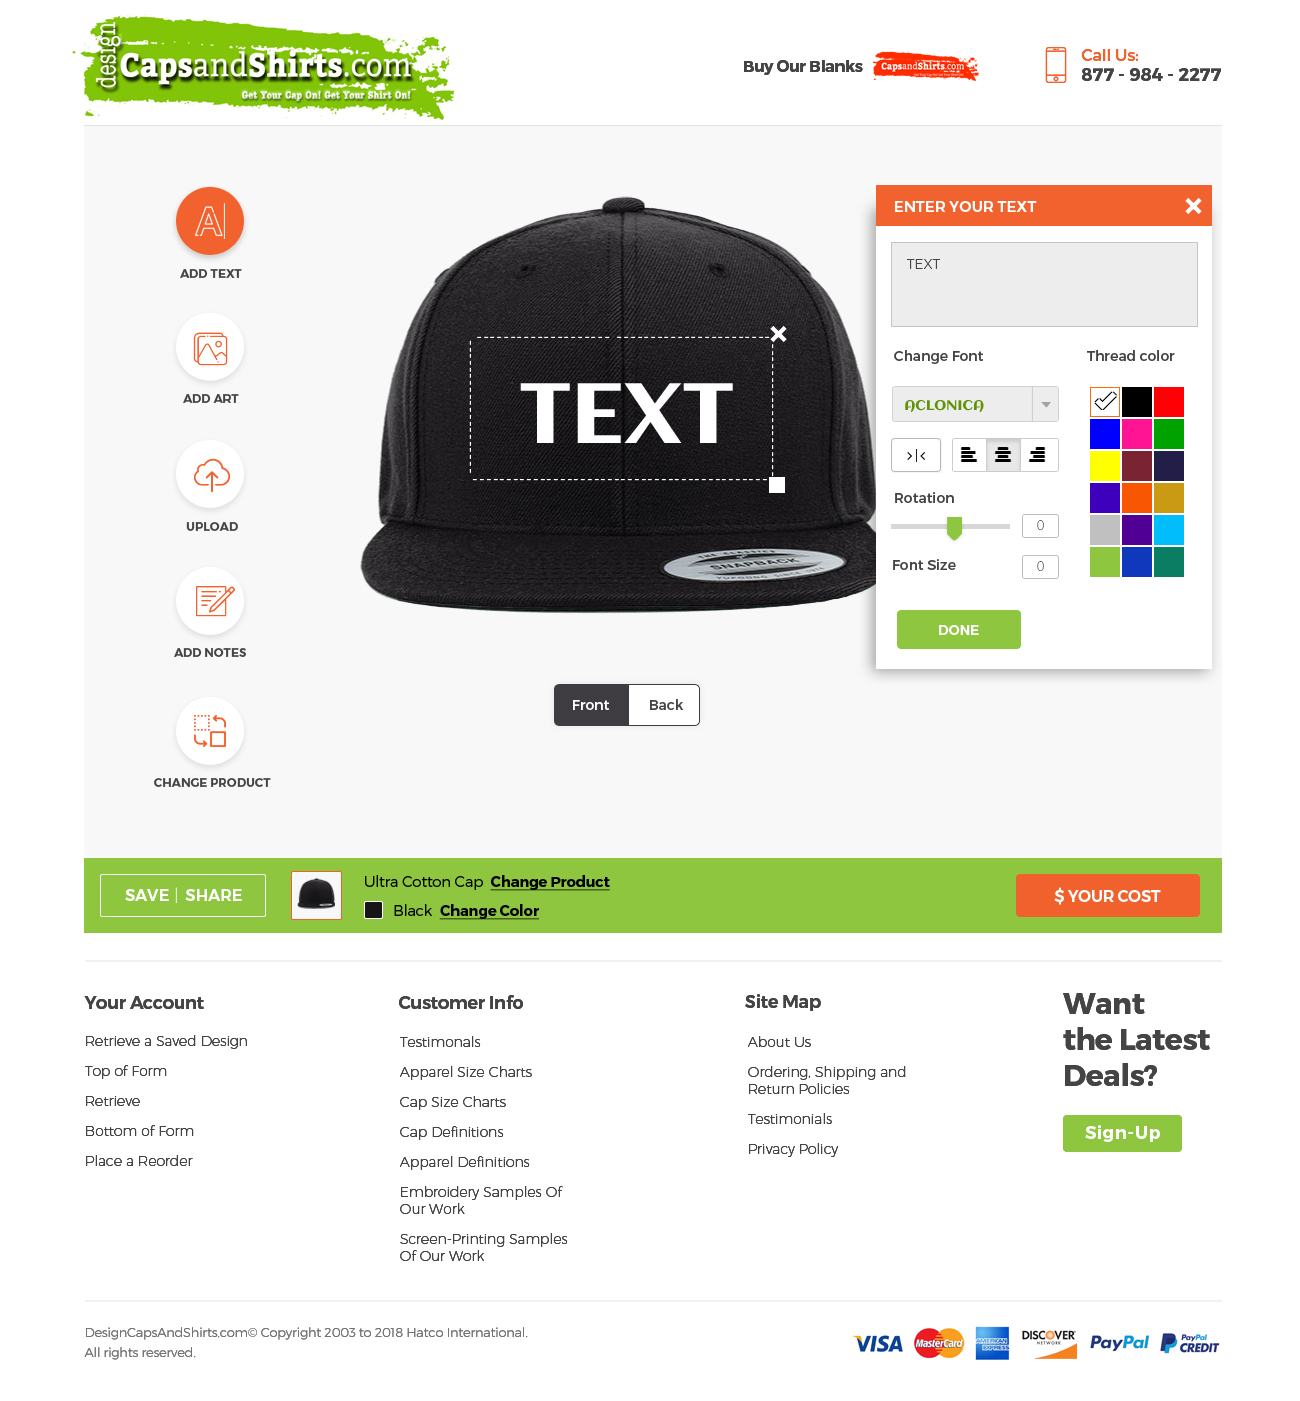 design
CapsandShirts.com
Get Your Cap On! Get Your Shirt On!
Buy Our Blanks
CapsandShirts.com
Call Us:
877 - 984 - 2277
A
ADD TEXT
ADD ART
UPLOAD
ADD NOTES
CHANGE PRODUCT
TEXT
THE CLASSICS
SNAPBACK
YUPOONG SINCE 1974
Front
Back
ENTER YOUR TEXT
TEXT
Change Font
Thread color
ACLONICA
Rotation
0
Font Size
0
DONE
SAVE | SHARE
Ultra Cotton Cap Change Product
Black Change Color
$ YOUR COST
Your Account
Retrieve a Saved Design
Top of Form
Retrieve
Bottom of Form
Place a Reorder
Customer Info
Testimonals
Apparel Size Charts
Cap Size Charts
Cap Definitions
Apparel Definitions
Embroidery Samples Of
Our Work
Screen-Printing Samples
Of Our Work
Site Map
About Us
Ordering, Shipping and
Return Policies
Testimonials
Privacy Policy
Want
the Latest
Deals?
Sign-Up
DesignCapsAndShirts.com© Copyright 2003 to 2018 Hatco International.
All rights reserved.
VISA
MasterCard
AMERICAN EXPRESS
DISCOVER
NETWORK
PayPal
PayPal
CREDIT